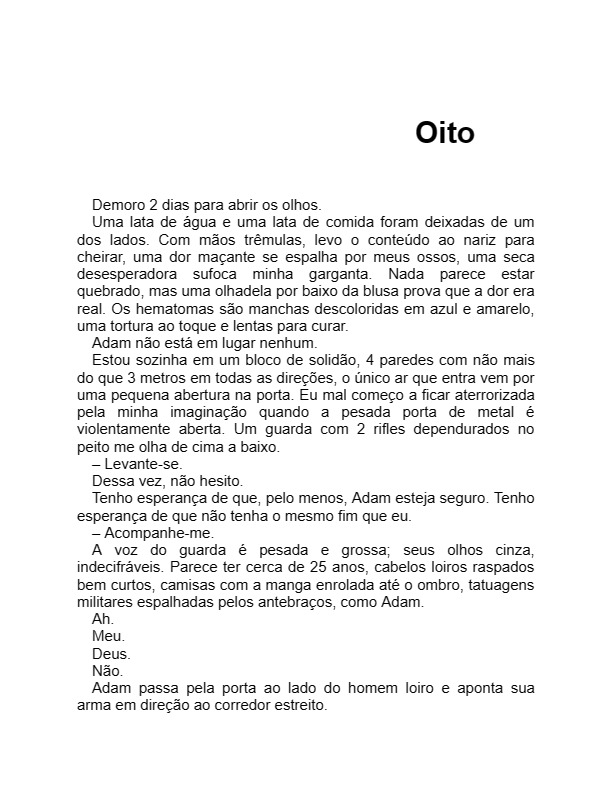 Oito
Demoro 2 dias para abrir os olhos.
Uma lata de água e uma lata de comida foram deixadas de um
dos lados. Com mãos trêmulas, levo o conteúdo ao nariz para
cheirar, uma dor maçante se espalha por meus ossos, uma seca
desesperadora sufoca minha garganta. Nada parece estar
quebrado, mas uma olhadela por baixo da blusa prova que a dor era
real. Os hematomas são manchas descoloridas em azul e amarelo,
uma tortura ao toque e lentas para curar.
Adam não está em lugar nenhum.
Estou sozinha em um bloco de solidão, 4 paredes com não mais
do que 3 metros em todas as direções, o único ar que entra vem por
uma pequena abertura na porta. Eu mal começo a ficar aterrorizada
pela minha imaginação quando a pesada porta de metal é
violentamente aberta. Um guarda com 2 rifles dependurados no
peito me olha de cima a baixo.
– Levante-se.
Dessa vez, não hesito.
Tenho esperança de que, pelo menos, Adam esteja seguro. Tenho
esperança de que não tenha o mesmo fim que eu.
– Acompanhe-me.
A voz do guarda é pesada e grossa; seus olhos cinza,
indecifráveis. Parece ter cerca de 25 anos, cabelos loiros raspados
bem curtos, camisas com a manga enrolada até o ombro, tatuagens
militares espalhadas pelos antebraços, como Adam.
Ah.
Meu.
Deus.
Não.
Adam passa pela porta ao lado do homem loiro e aponta sua
arma em direção ao corredor estreito.